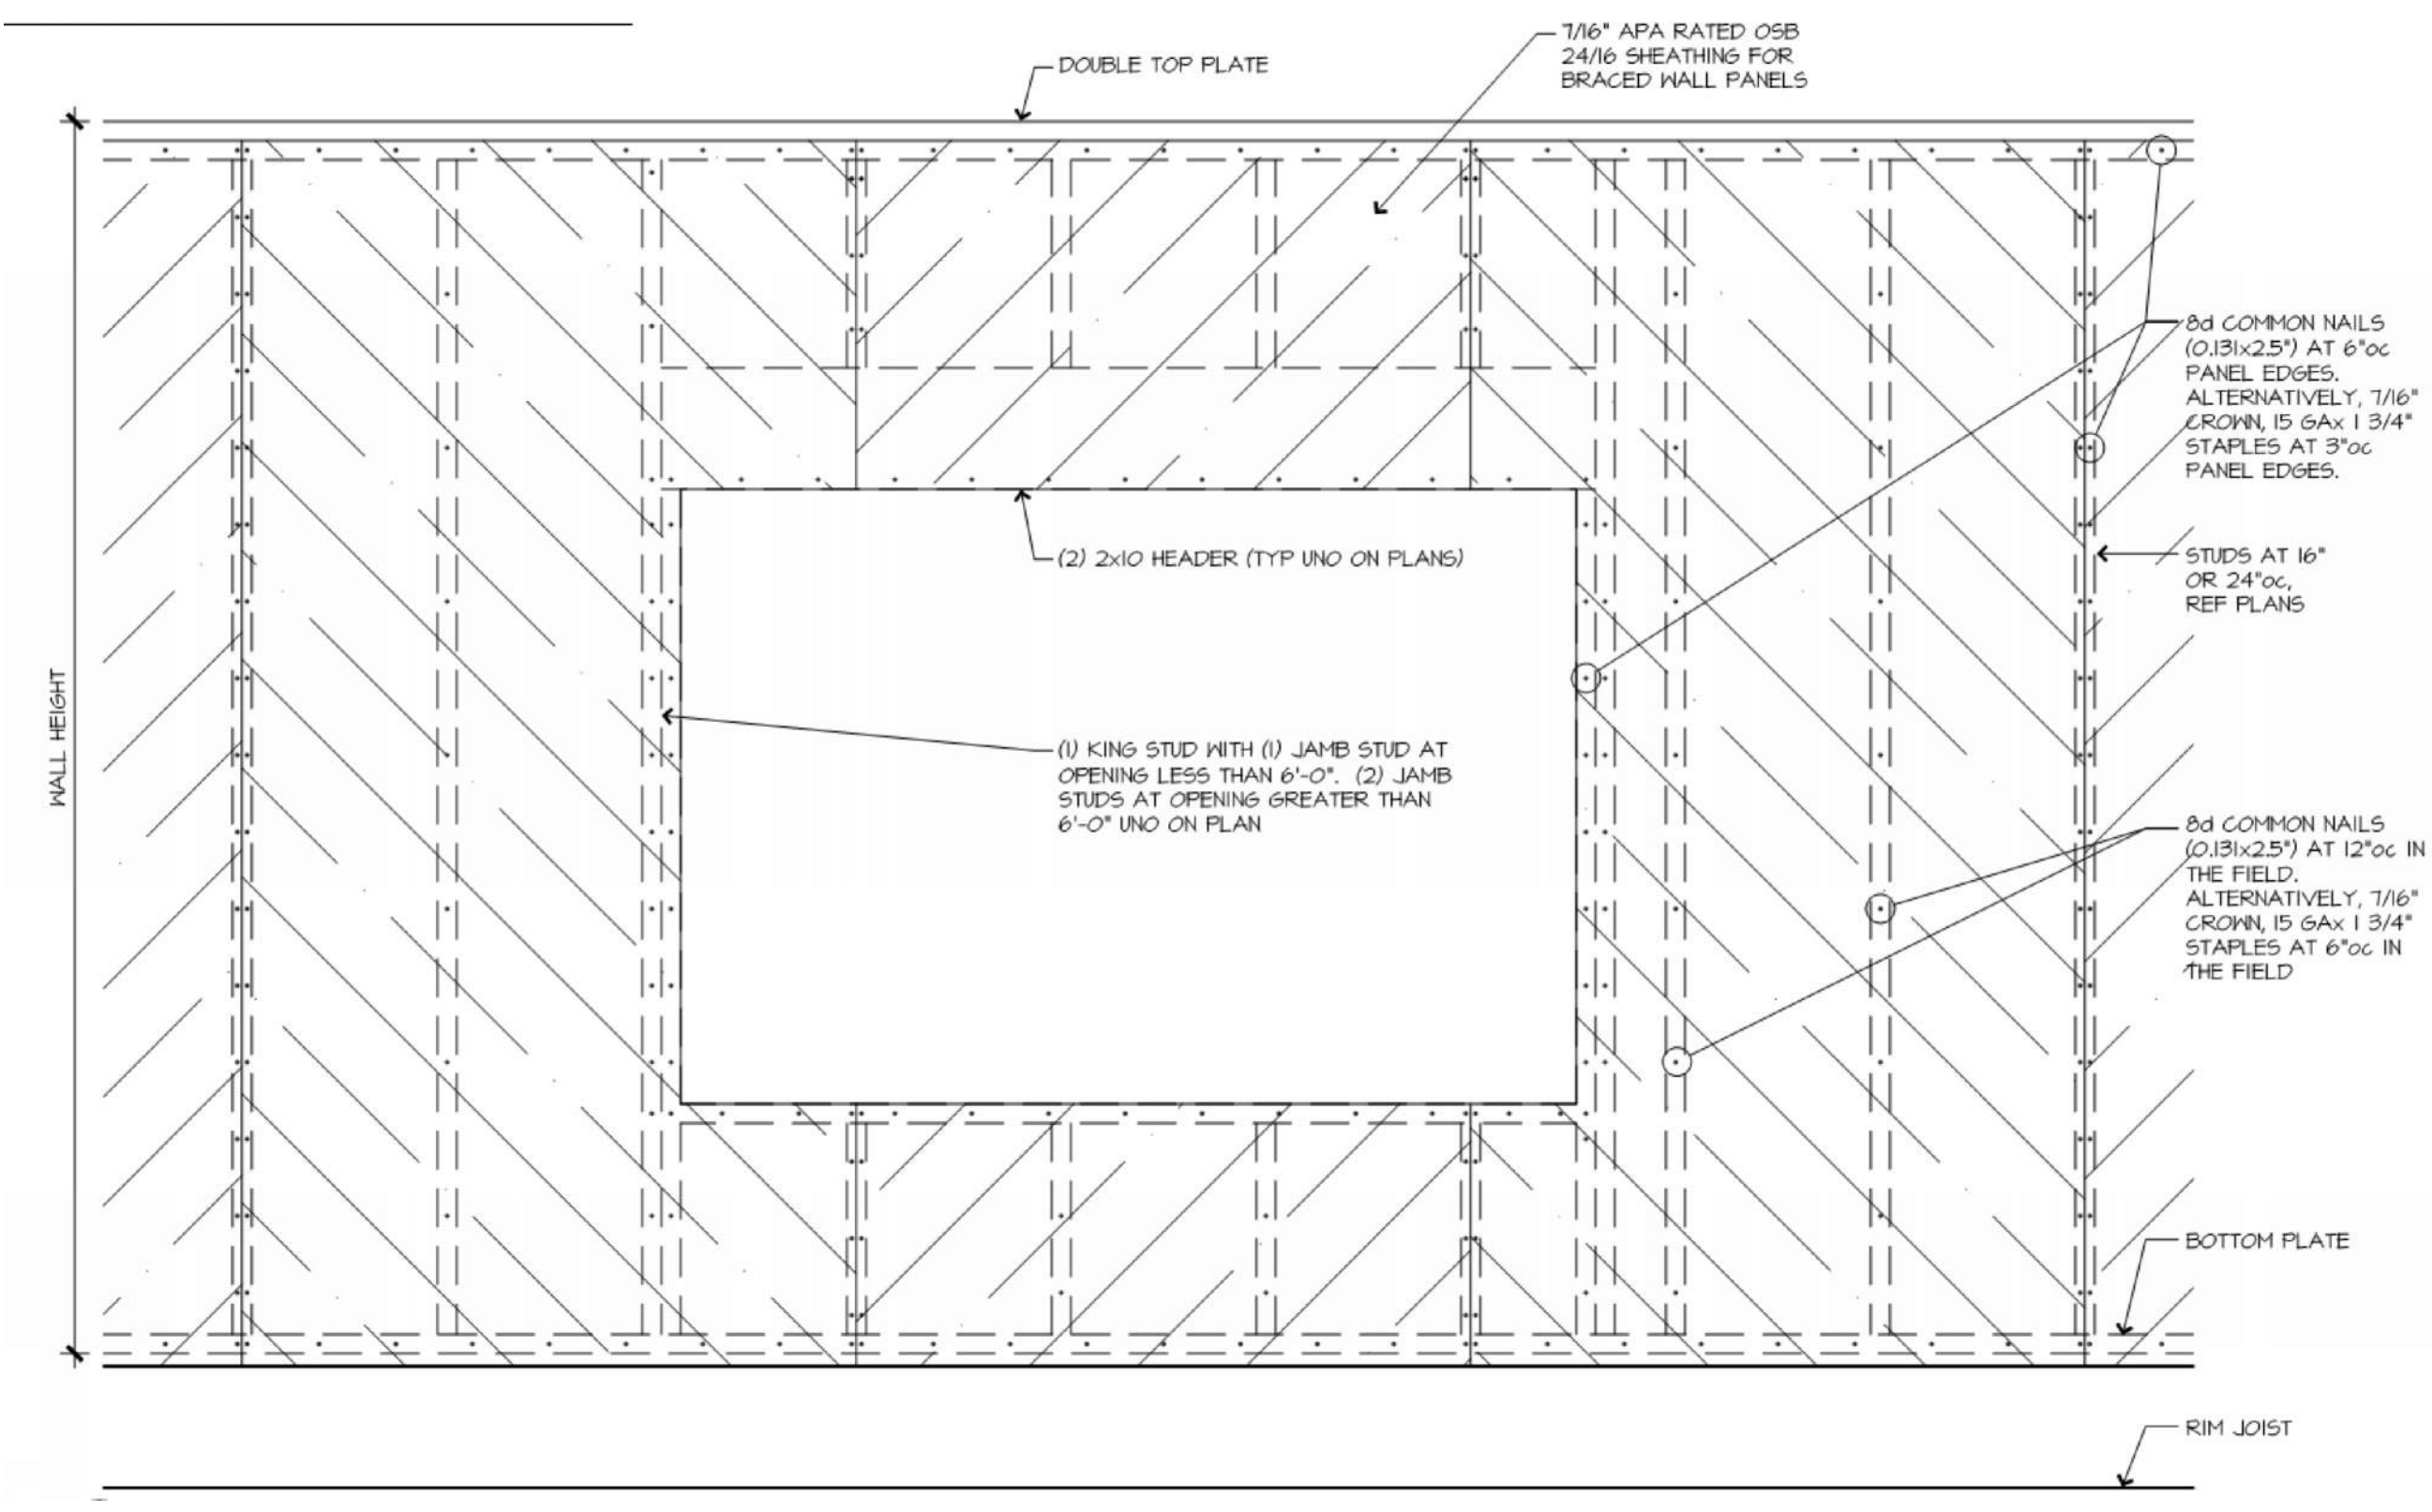 7/16" APA RATED OSB
24/16 SHEATHING FOR
BRACED WALL PANELS
DOUBLE TOP PLATE
8d COMMON NAILS
(0.131x2.5") AT 6"oc
PANEL EDGES.
ALTERNATIVELY, 7/16"
CROWN, 15 GAx 1 3/4"
STAPLES AT 3"oc
PANEL EDGES.
(2) 2x10 HEADER (TYP UNO ON PLANS)
STUDS AT 16"
OR 24"oc,
REF PLANS
WALL HEIGHT
(1) KING STUD WITH (1) JAMB STUD AT
OPENING LESS THAN 6'-0". (2) JAMB
STUDS AT OPENING GREATER THAN
6'-0" UNO ON PLAN
8d COMMON NAILS
(0.131x2.5") AT 12"oc IN
THE FIELD.
ALTERNATIVELY, 7/16"
CROWN, 15 GAx 1 3/4"
STAPLES AT 6"oc IN
THE FIELD
BOTTOM PLATE
RIM JOIST